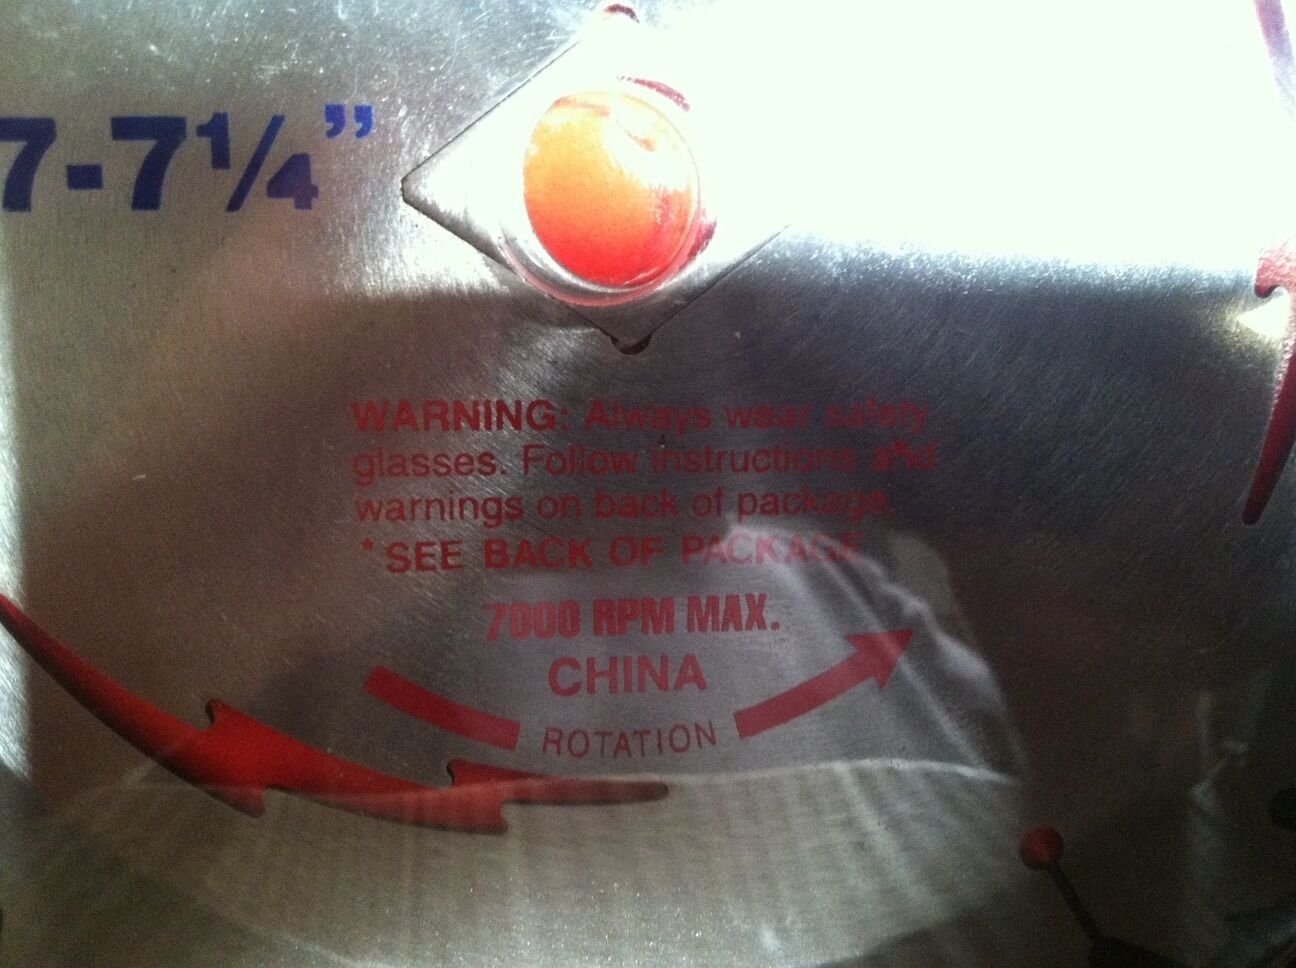 7-7¼”
WARNING: Always wear safety
glasses. Follow instructions and
warnings on back of package.
* SEE BACK OF PACKAGE
7000 RPM MAX.
CHINA
ROTATION